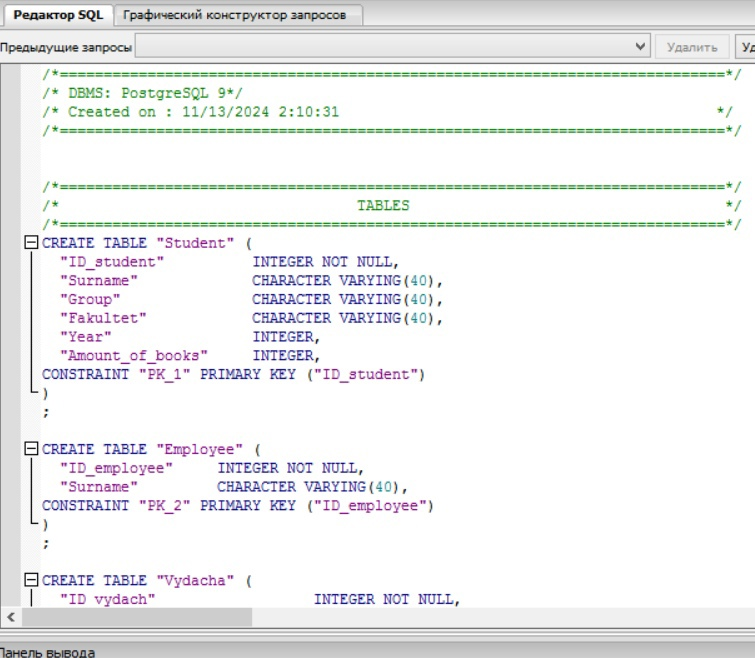 Редактор SQL Графический конструктор запросов
Предыдущие запросы Удалить
/*============================================================================*/
/* DBMS: PostgreSQL 9*/
/* Created on : 11/13/2024 2:10:31 */
/*============================================================================*/
/*============================================================================*/
/* TABLES */
/*============================================================================*/
CREATE TABLE "Student" (
"ID_student" INTEGER NOT NULL,
"Surname" CHARACTER VARYING(40),
"Group" CHARACTER VARYING(40),
"Fakultet" CHARACTER VARYING(40),
"Year" INTEGER,
"Amount_of_books" INTEGER,
CONSTRAINT "PK_1" PRIMARY KEY ("ID_student")
)
;
CREATE TABLE "Employee" (
"ID_employee" INTEGER NOT NULL,
"Surname" CHARACTER VARYING(40),
CONSTRAINT "PK_2" PRIMARY KEY ("ID_employee")
)
;
CREATE TABLE "Vydacha" (
"ID_vydach" INTEGER NOT NULL,
Панель вывода